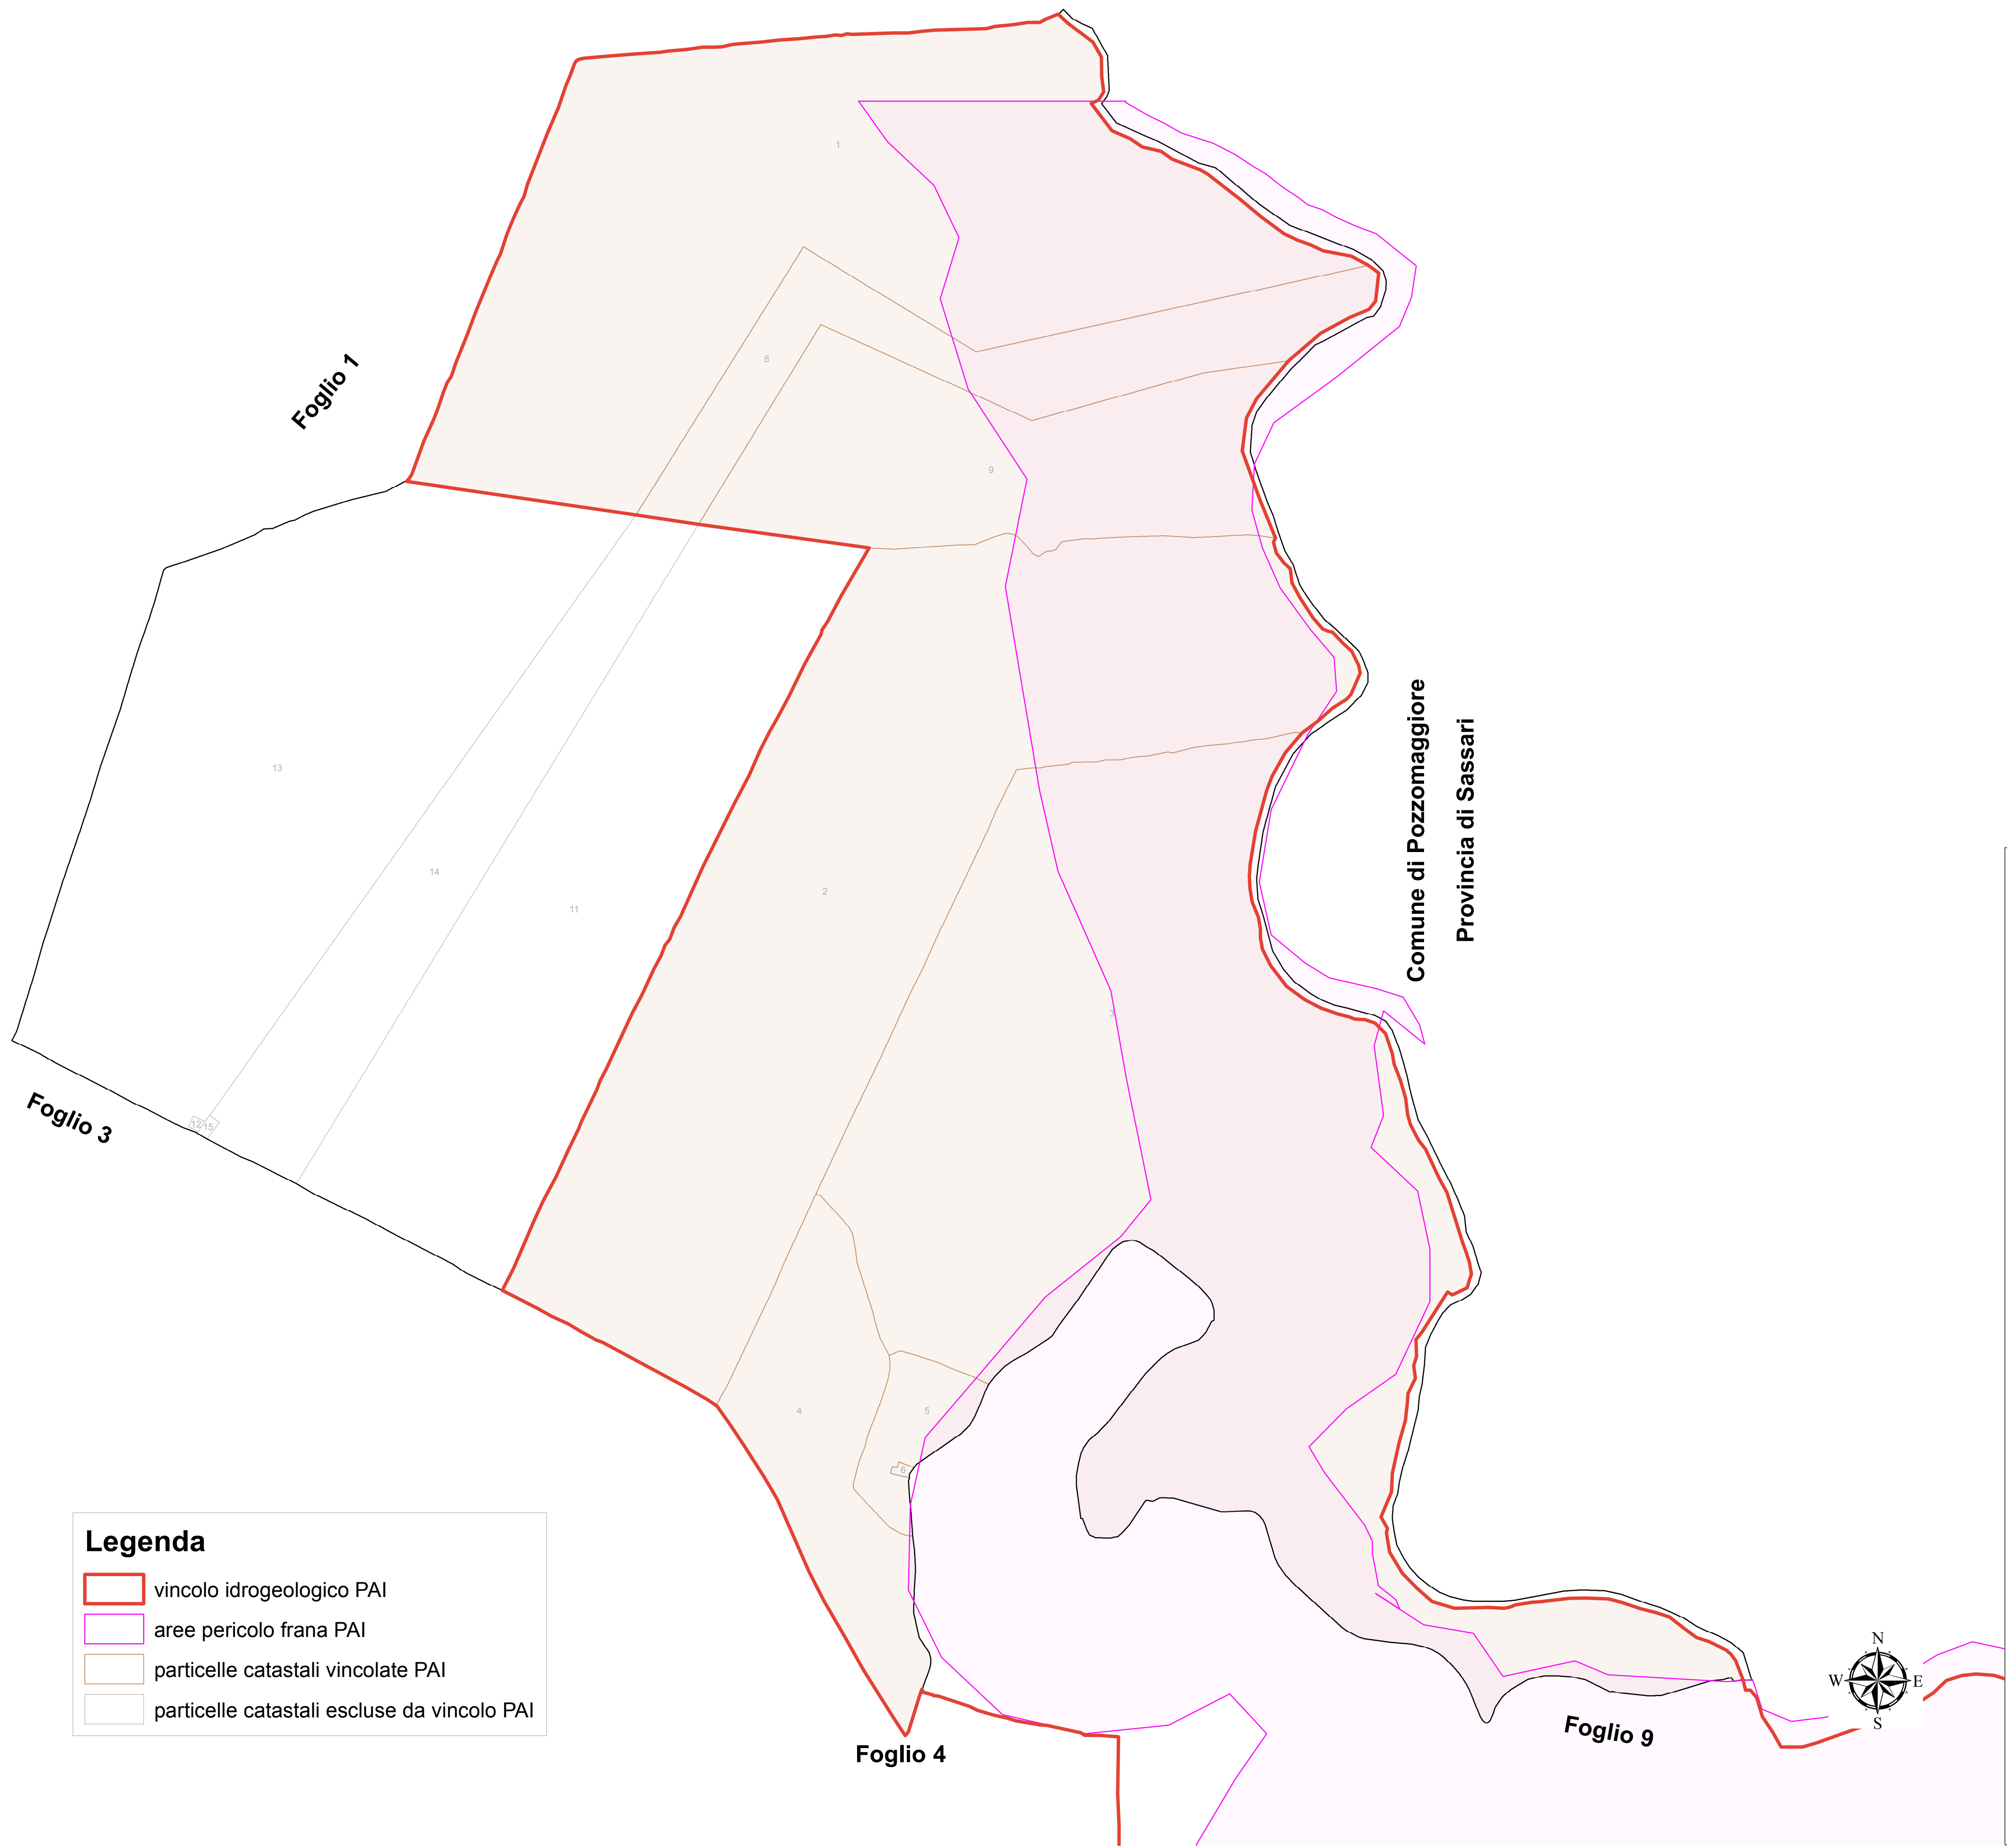 1
8
Foglio 1
9
Comune di Pozzomaggiore
Provincia di Sassari
13
14
2
11
3
Foglio 3
12
15
4
5
6
Legenda
vincolo idrogeologico PAI
aree pericolo frana PAI
particelle catastali vincolate PAI
particelle catastali escluse da vincolo PAI
N
W
E
S
Foglio 9
Foglio 4